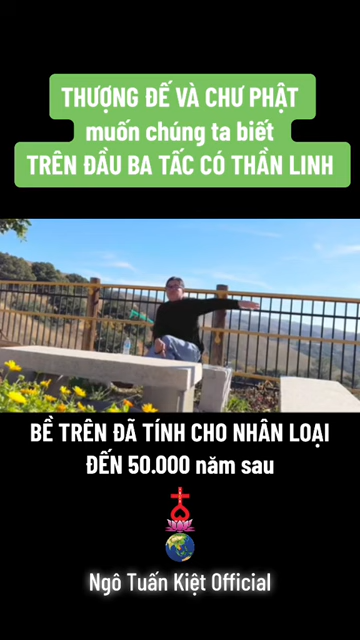 THƯỢNG ĐẾ VÀ CHƯ PHẬT
muốn chúng ta biết
TRÊN ĐẦU BA TẤC CÓ THẦN LINH
BỀ TRÊN ĐÃ TÍNH CHO NHÂN LOẠI
ĐẾN 50.000 năm sau
Ngô Tuấn Kiệt Official